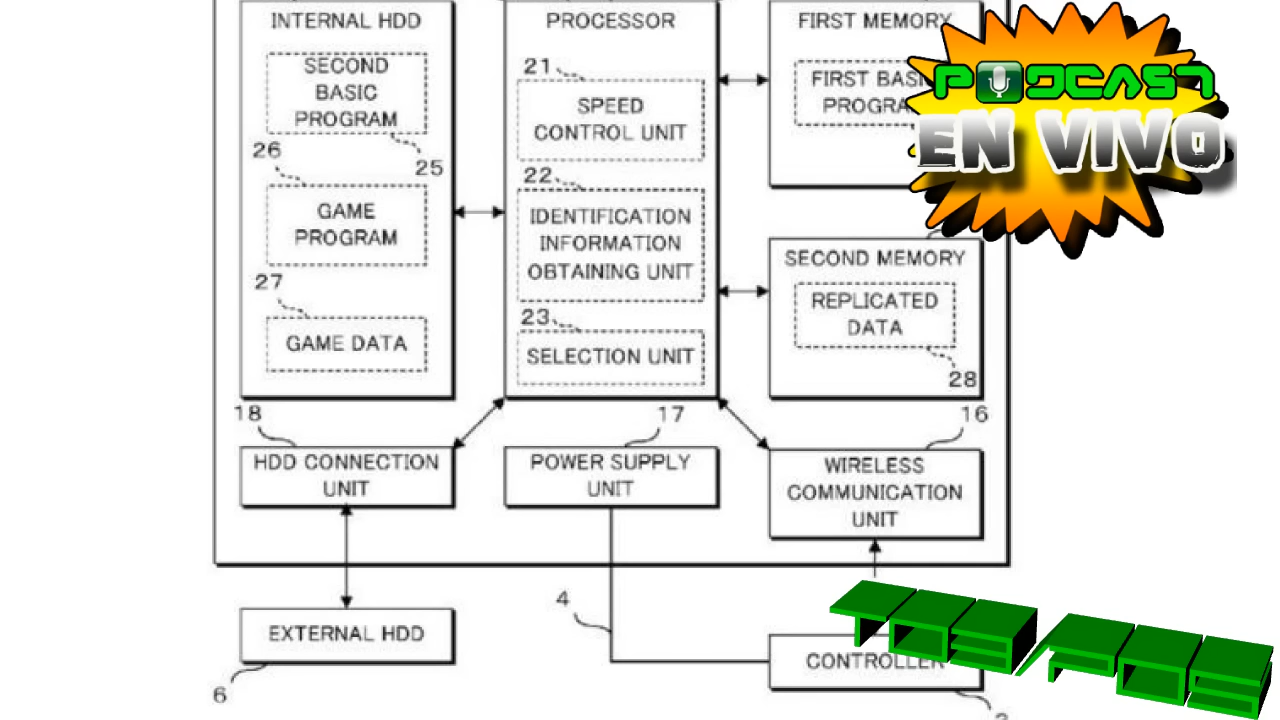 INTERNAL HDD
SECOND
BASIC
PROGRAM
25
26
GAME
PROGRAM
27
GAME DATA
PROCESSOR
21
SPEED
CONTROL UNIT
22
IDENTIFICATION
INFORMATION
OBTAINING UNIT
23
SELECTION UNIT
FIRST MEMORY
FIRST
PODCAST
EN VIVO
SECOND MEMORY
REPLICATED
DATA
28
18
HDD CONNECTION
UNIT
17
POWER SUPPLY
UNIT
16
WIRELESS
COMMUNICATION
UNIT
EXTERNAL HDD
6
4
CONTROLLER